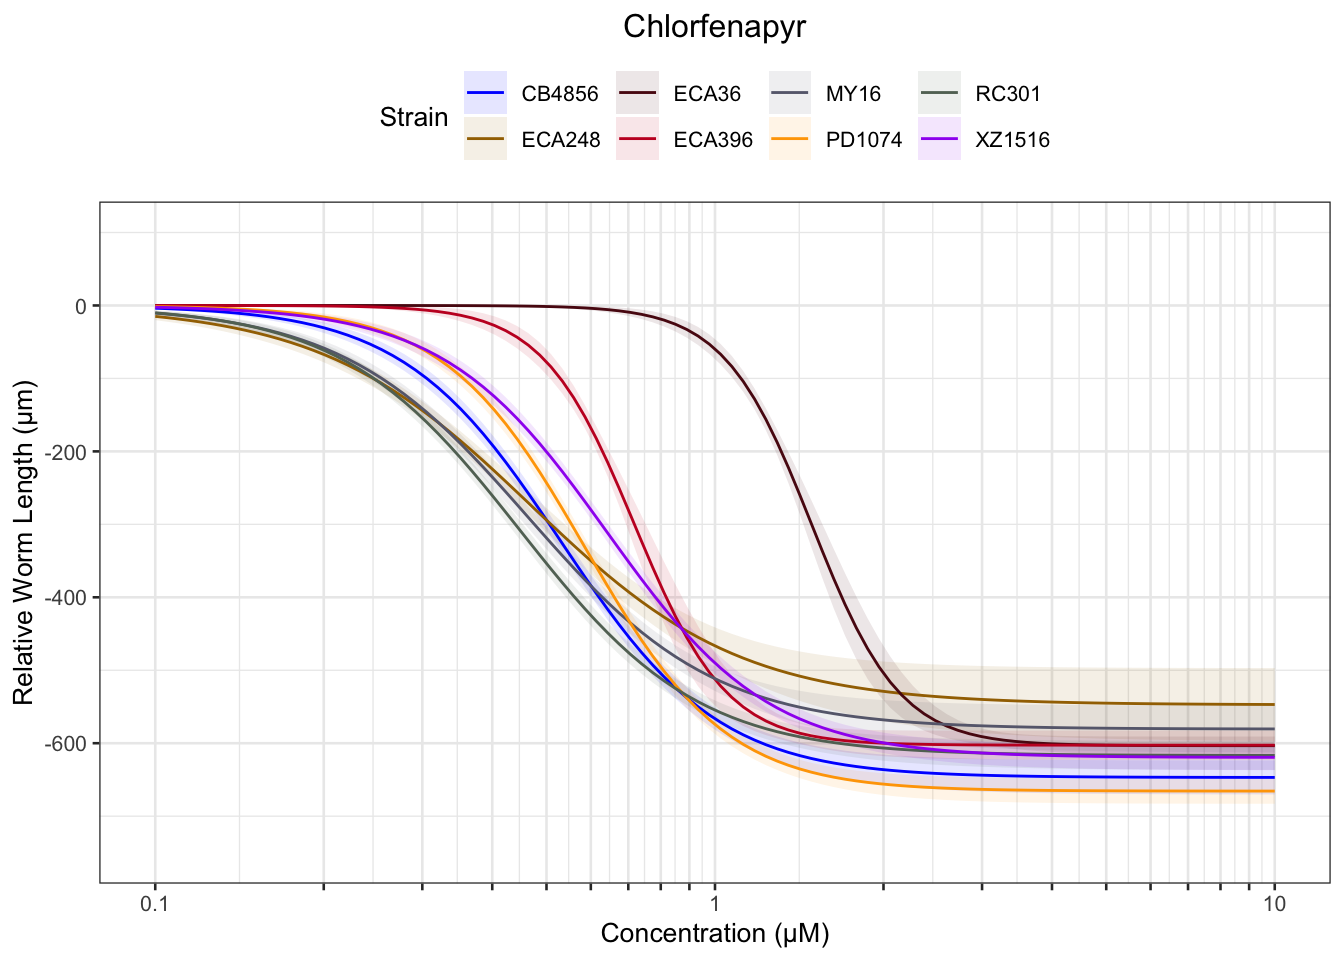 Chlorfenapyr
Strain
CB4856 ECA36 MY16 RC301
ECA248 ECA396 PD1074 XZ1516
Relative Worm Length (µm)
0
-200
-400
-600
0.1 1 10
Concentration (µM)